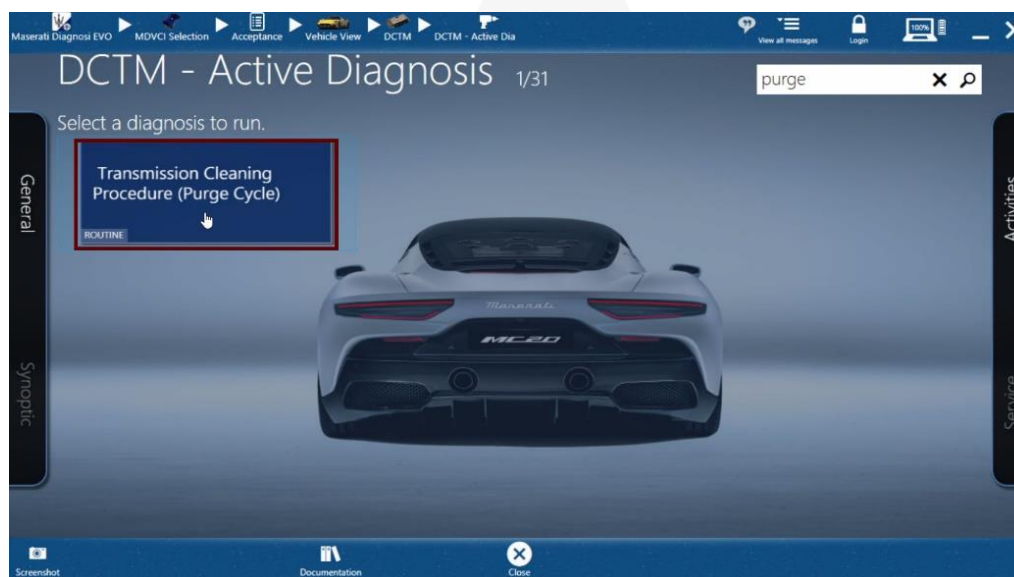 Maserati Diagnosi EVO
MDVCI Selection
Acceptance
Vehicle View
DCTM
DCTM - Active Dia
View all messages
Login
100%
DCTM - Active Diagnosis 1/31
purge
Select a diagnosis to run.
Transmission Cleaning
Procedure (Purge Cycle)
ROUTINE
General
Synoptic
Activities
Service
Maserati
MC20
Screenshot
Documentation
Close